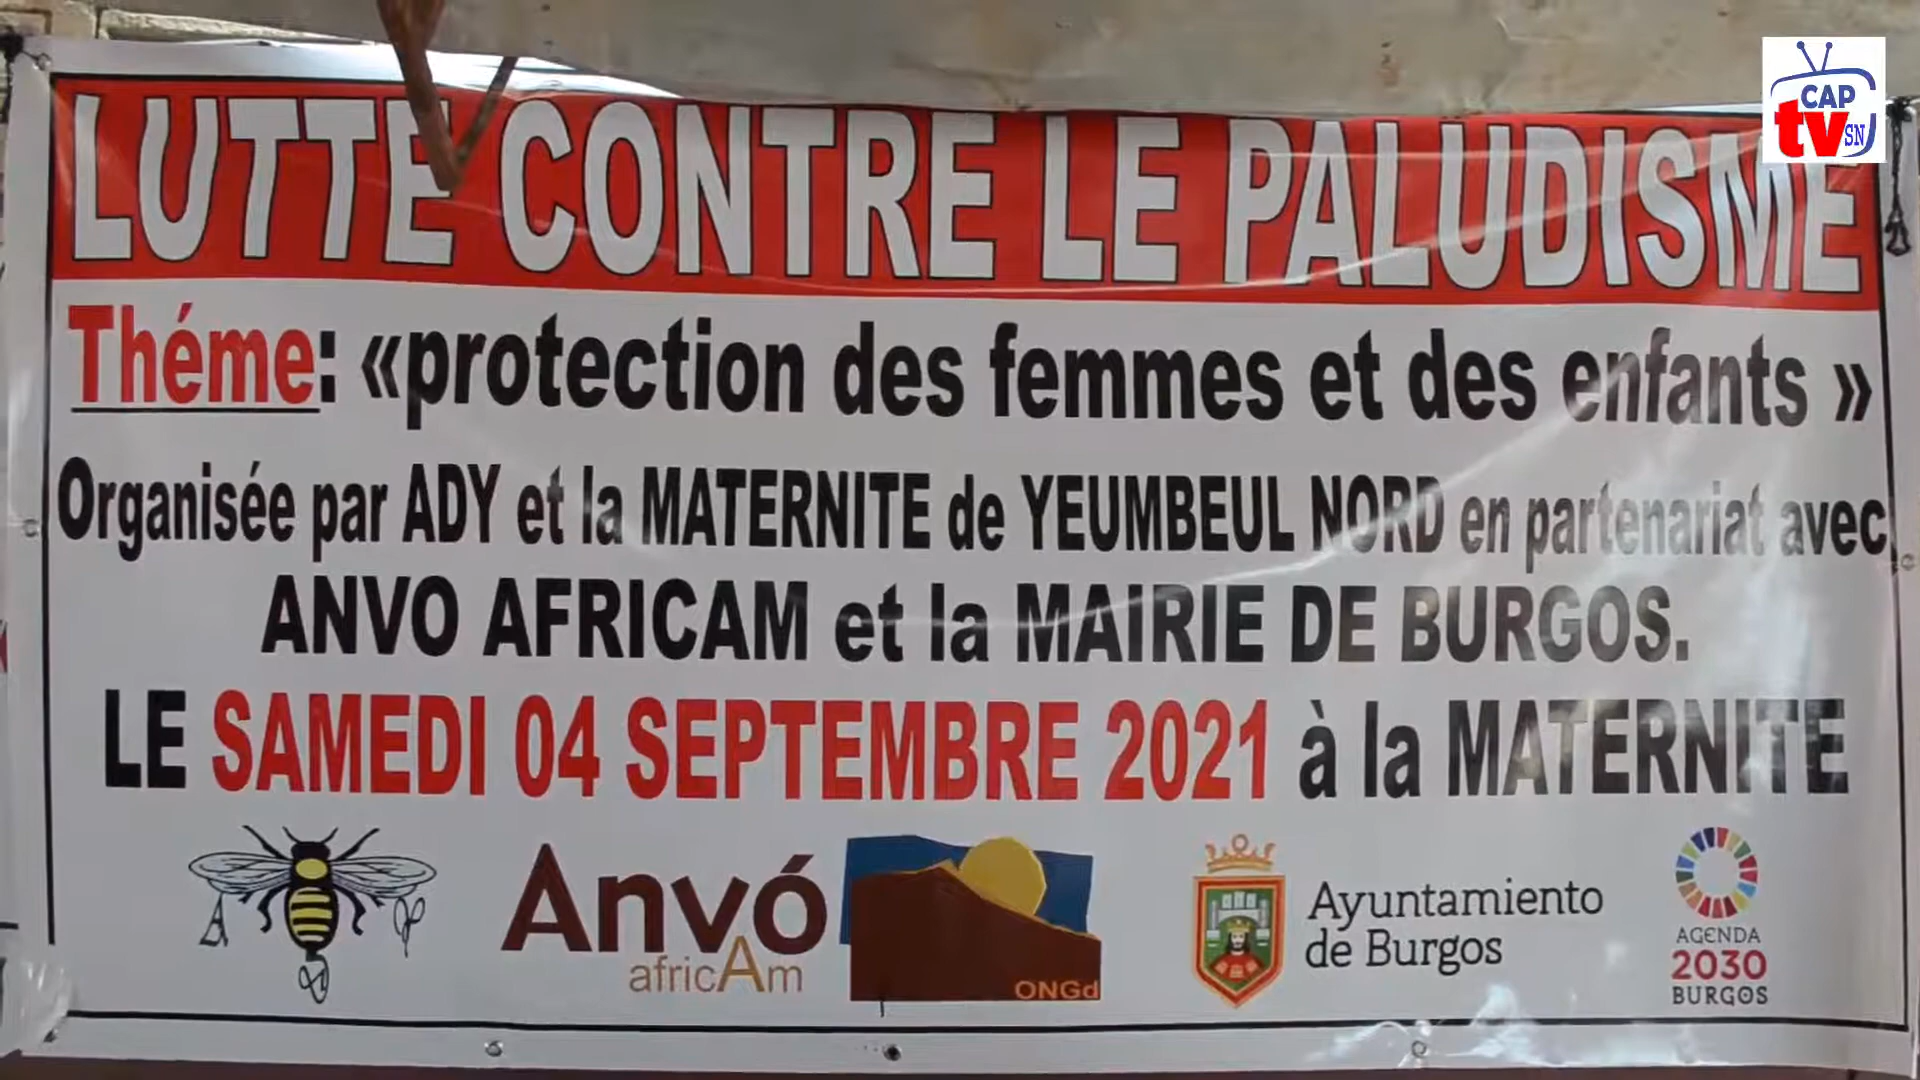 CAP
tv SN
LUTTE CONTRE LE PALUDISME
Théme: «protection des femmes et des enfants »
Organisée par ADY et la MATERNITE de YEUMBEUL NORD en partenariat avec
ANVO AFRICAM et la MAIRIE DE BURGOS.
LE SAMEDI 04 SEPTEMBRE 2021 à la MATERNITE
A D Y
Anvó
africAm
ONGd
Ayuntamiento
de Burgos
AGENDA
2030
BURGOS